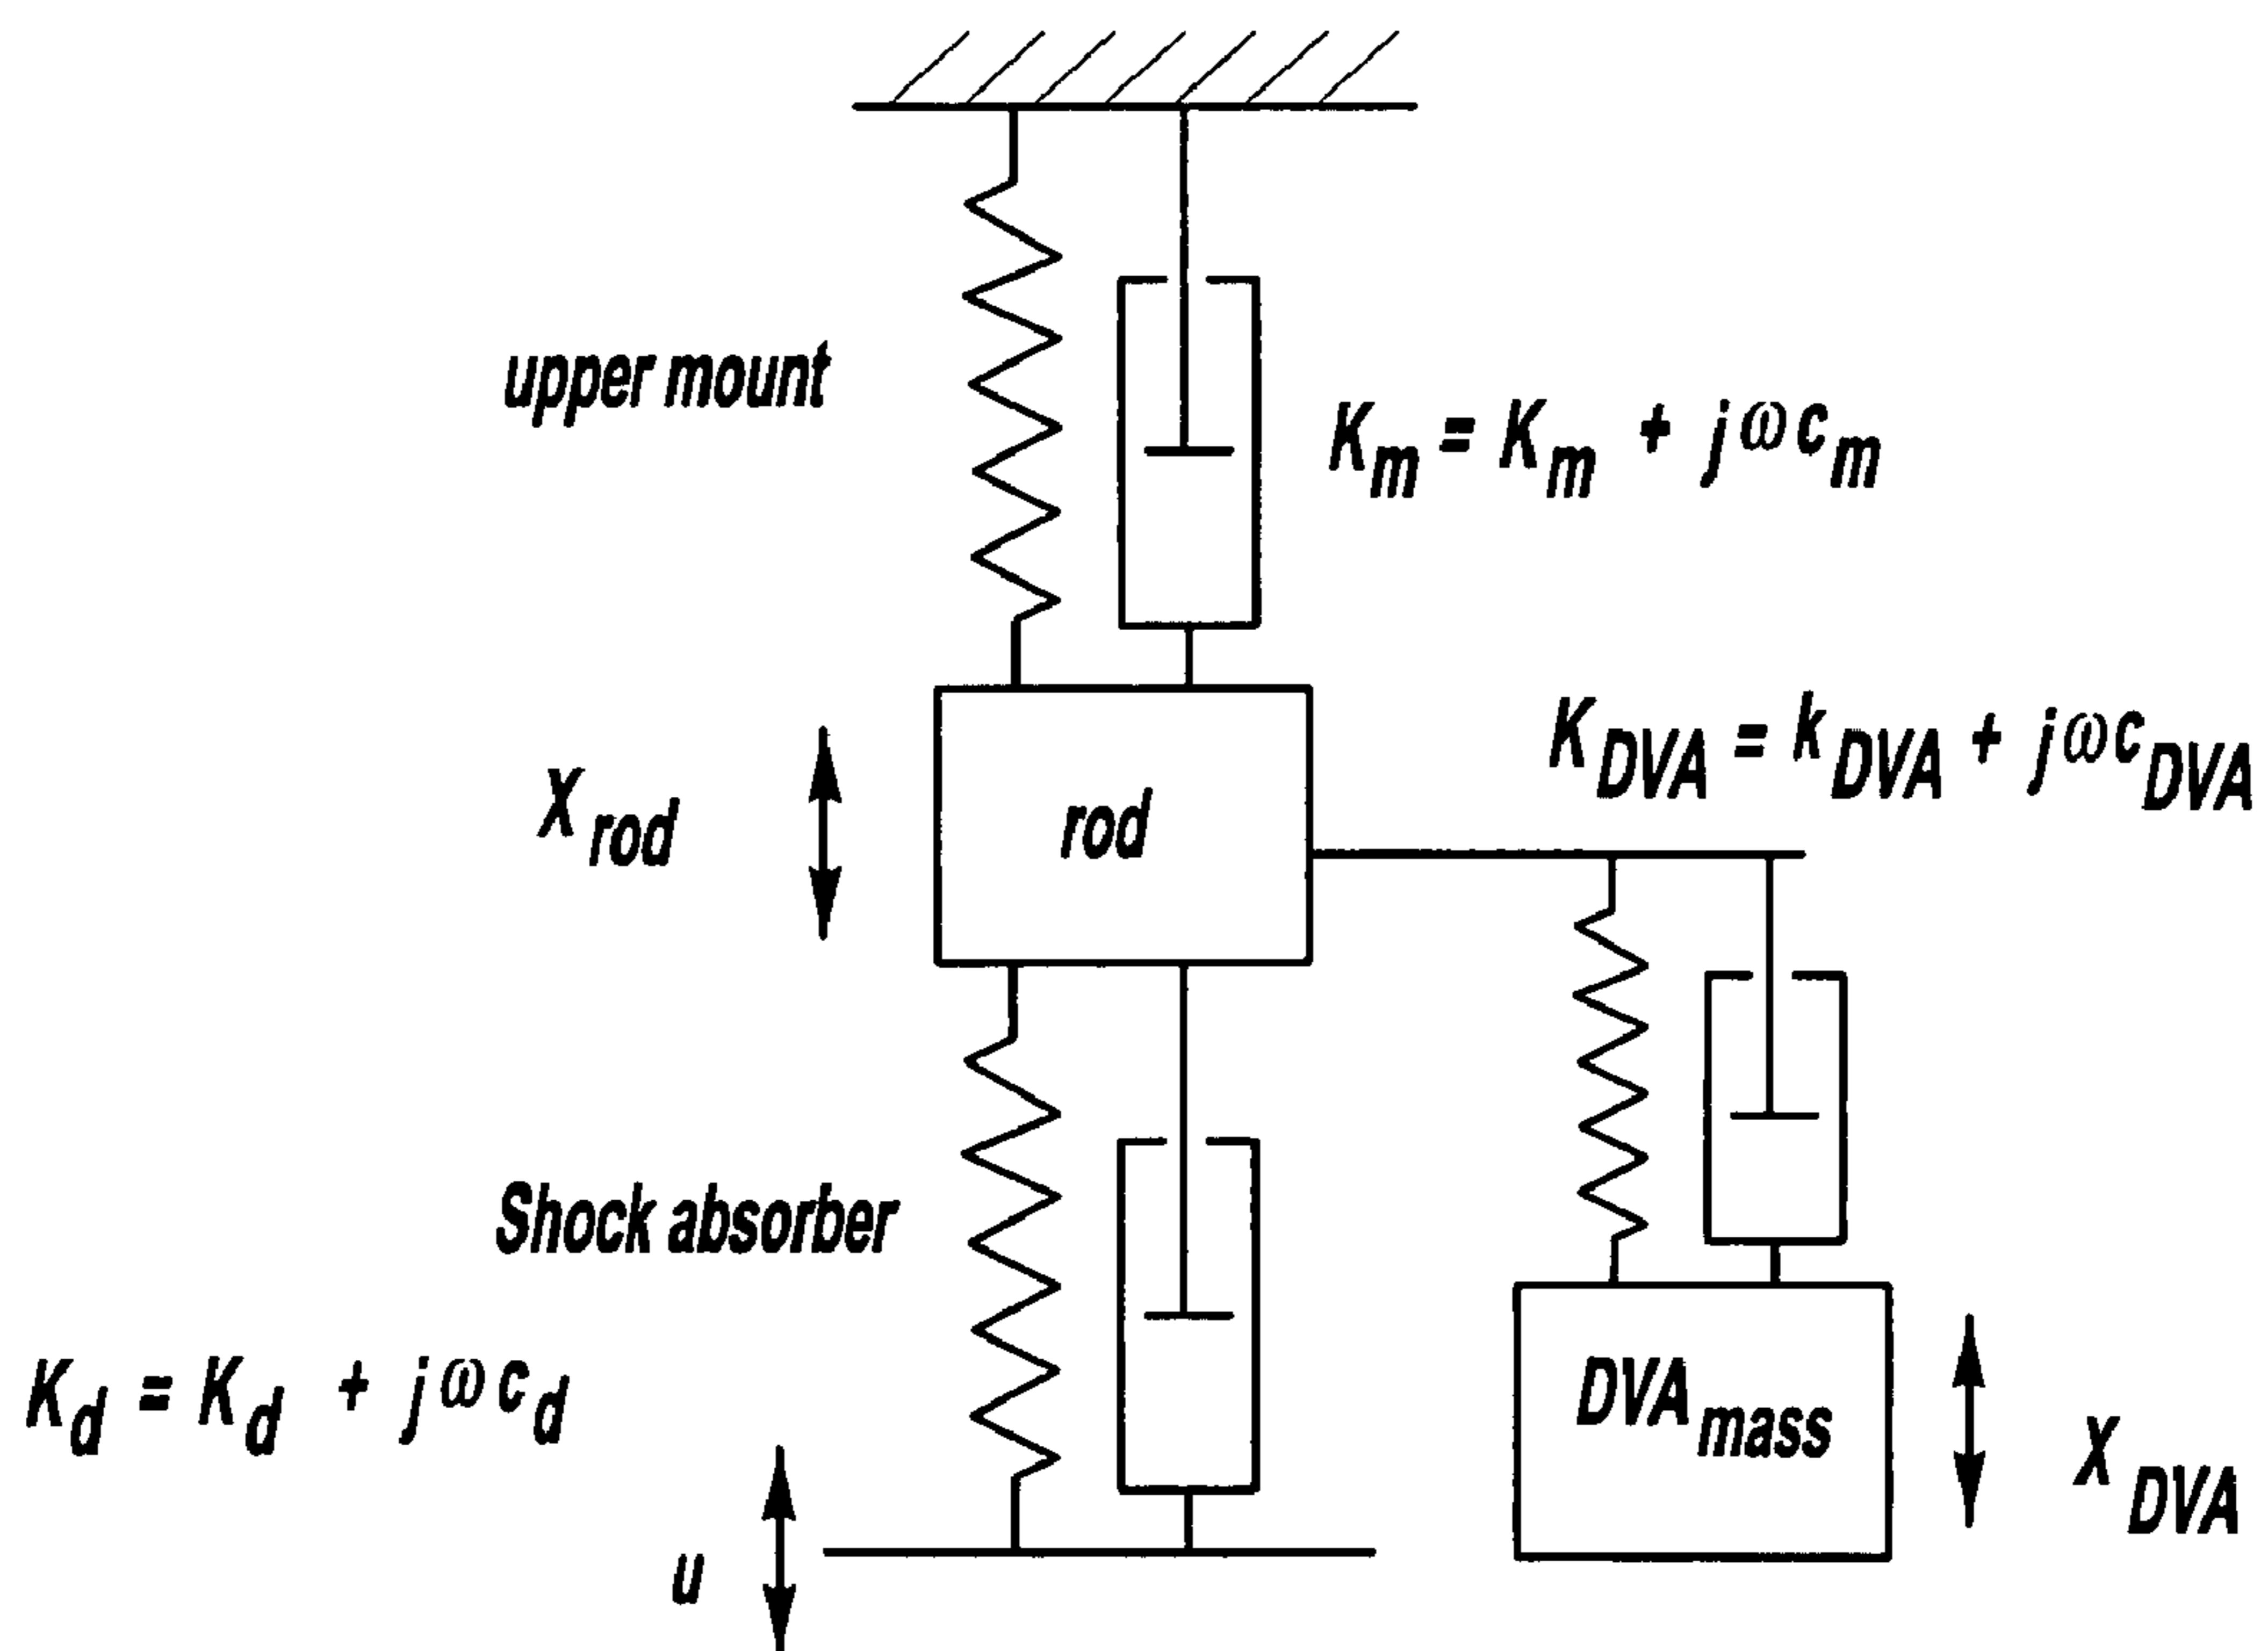 upper mount
K_m = K_m + jωc_m
K_DVA = k_DVA + jωc_DVA
X_rod
rod
Shock absorber
K_d = K_d + jωc_d
DVA_mass
X_DVA
u